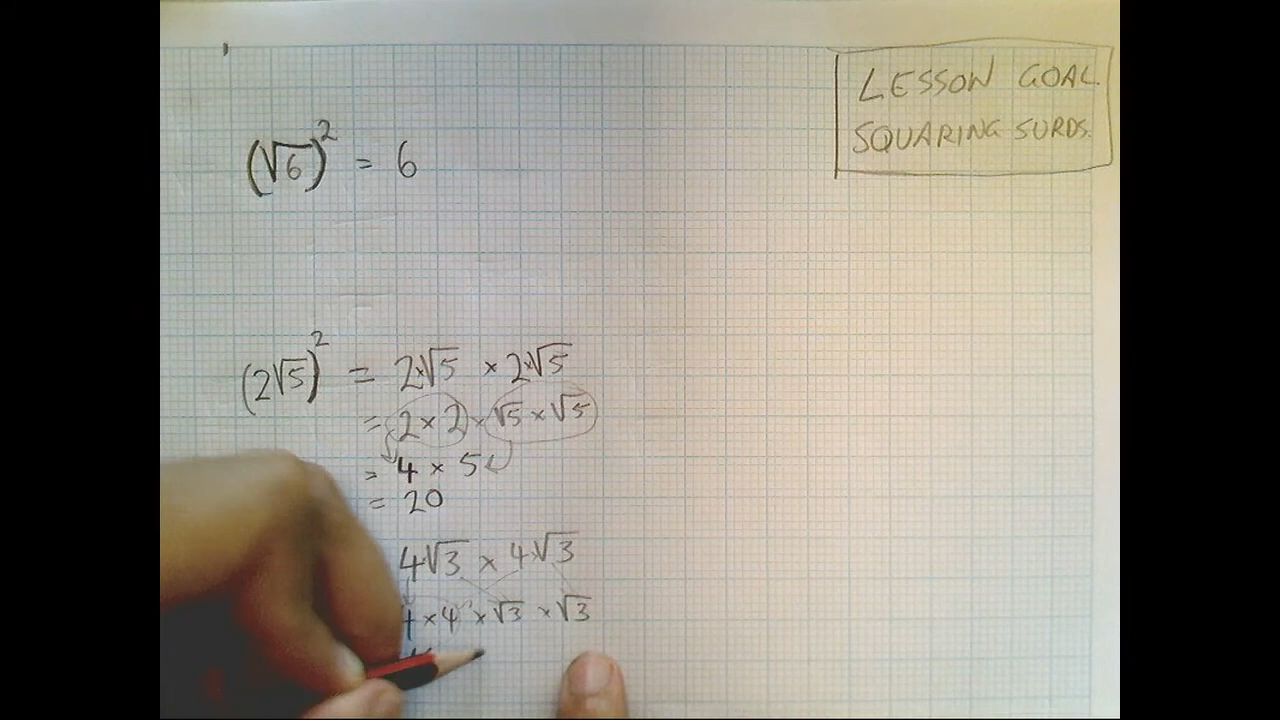 LESSON GOAL
SQUARING SURDS.
(√6)² = 6
(2√5)² = 2×√5 × 2×√5
= 2 × 2 × √5 × √5
= 4 × 5
= 20
4√3 × 4×√3
4 × 4 × √3 × √3